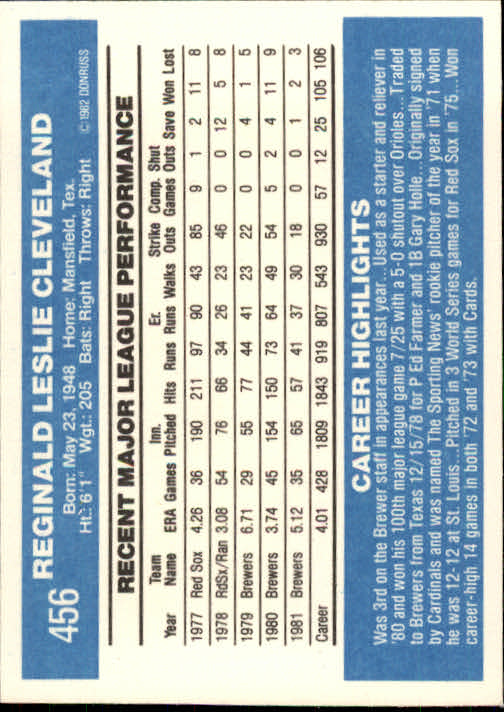 456 REGINALD LESLIE CLEVELAND
Born: May 23, 1948 Home: Mansfield, Tex.
Ht: 6'1" Wgt.: 205 Bats: Right Throws: Right © 1982 DONRUSS
RECENT MAJOR LEAGUE PERFORMANCE
Team Inn. Er. Strike Comp. Shut
Year Name ERA Games Pitched Hits Runs Runs Walks Outs Games Outs Save Won Lost
1977 Red Sox 4.26 36 190 211 97 90 43 85 9 1 2 11 8
1978 RdSx/Ran 3.08 54 76 66 34 26 23 46 0 0 12 5 8
1979 Brewers 6.71 29 55 77 44 41 23 22 0 0 4 1 5
1980 Brewers 3.74 45 154 150 73 64 49 54 5 2 4 11 9
1981 Brewers 5.12 35 65 57 41 37 30 18 0 0 1 2 3
Career 4.01 428 1809 1843 919 807 543 930 57 12 25 105 106
CAREER HIGHLIGHTS
Was 3rd on the Brewer staff in appearances last year...Used as a starter and reliever in
'80 and won his 100th major league game 7/25 with a 5-0 shutout over Orioles...Traded
to Brewers from Texas 12/15/78 for P Ed Farmer and 1B Gary Holle...Originally signed
by Cardinals and was named The Sporting News' rookie pitcher of the year in '71 when
he was 12-12 at St. Louis...Pitched in 3 World Series games for Red Sox in '75...Won
career-high 14 games in both '72 and '73 with Cards.